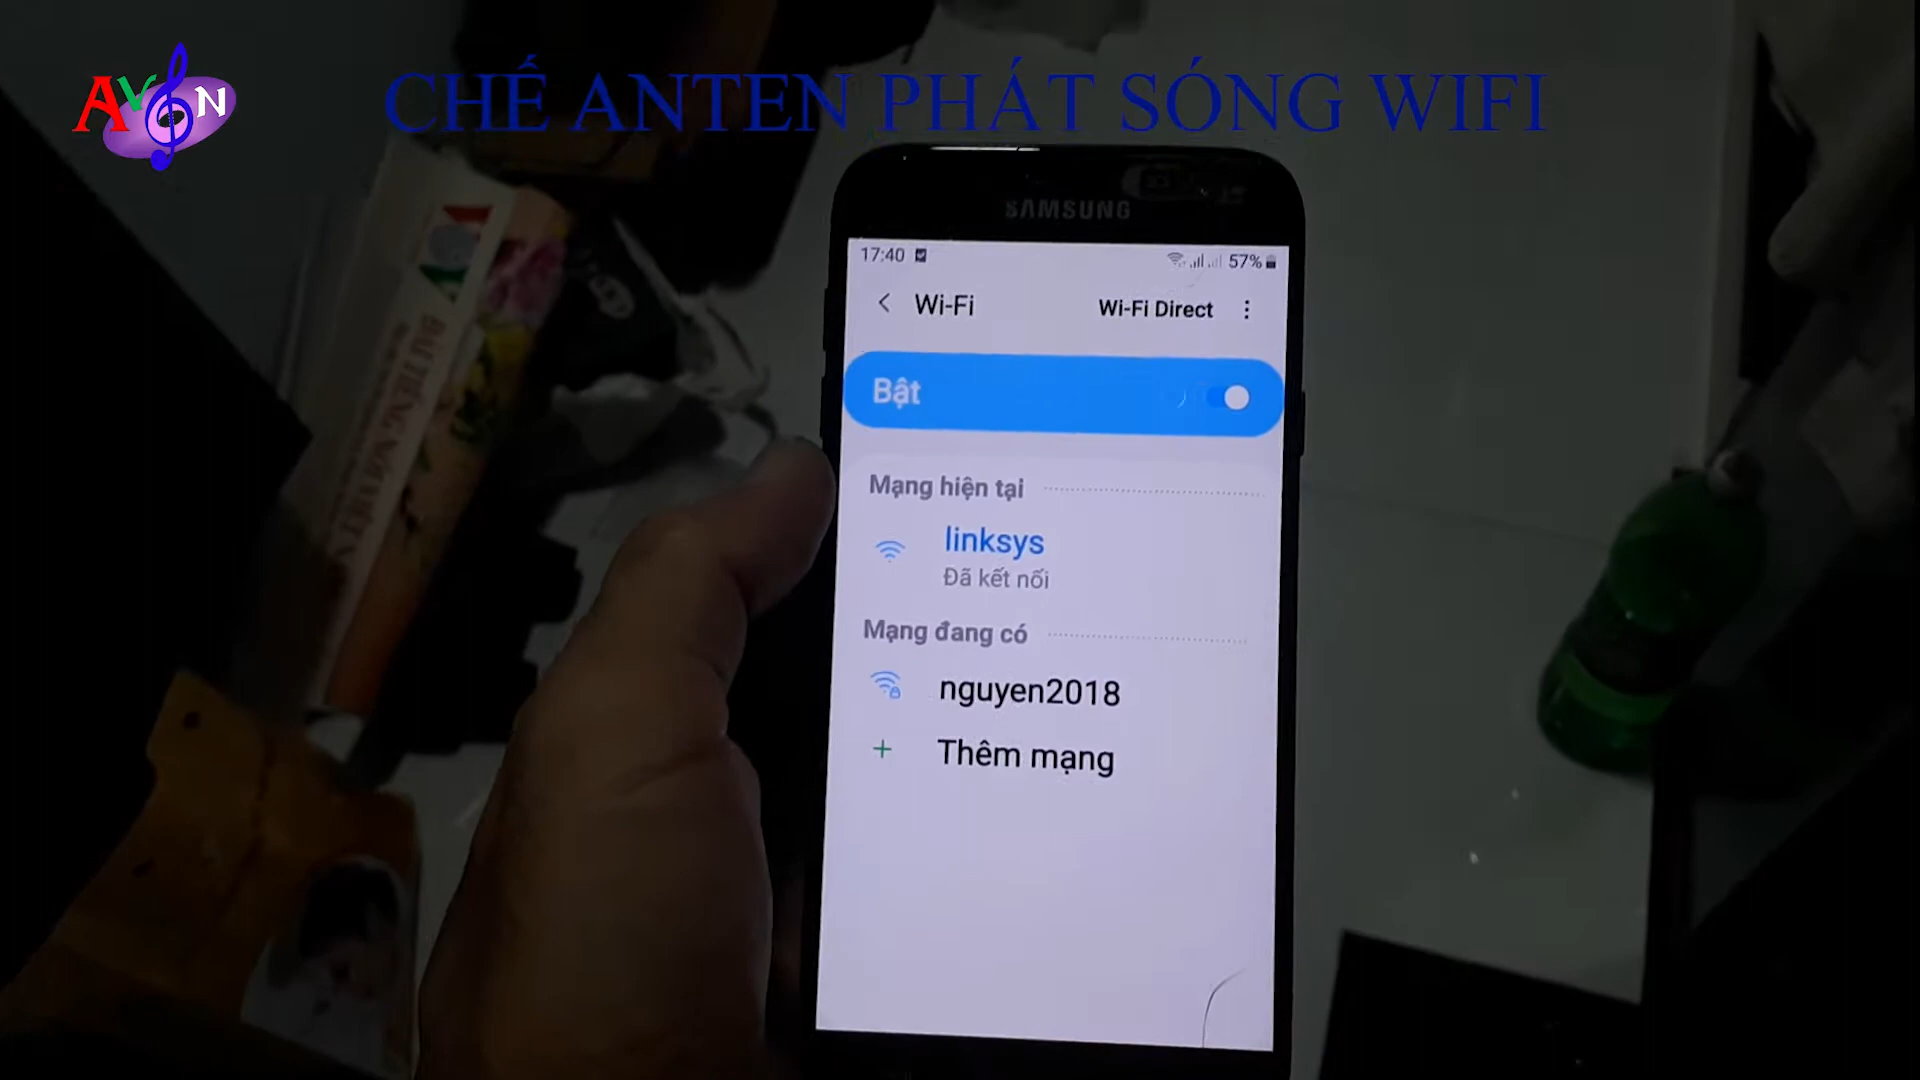 AVON
CHẾ ANTEN PHÁT SÓNG WIFI
SAMSUNG
17:40
57%
Wi-Fi
Wi-Fi Direct
Bật
Mạng hiện tại
linksys
Đã kết nối
Mạng đang có
nguyen2018
Thêm mạng